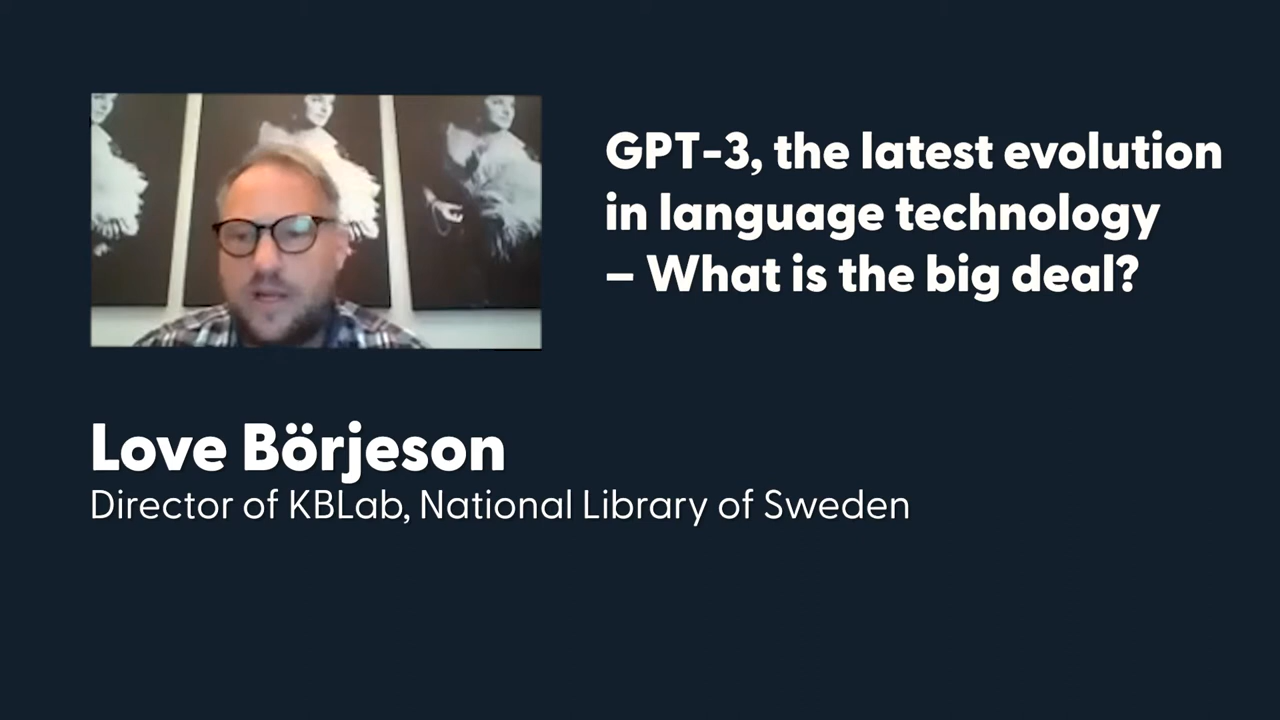 GPT-3, the latest evolution
in language technology
– What is the big deal?
Love Börjeson
Director of KBLab, National Library of Sweden